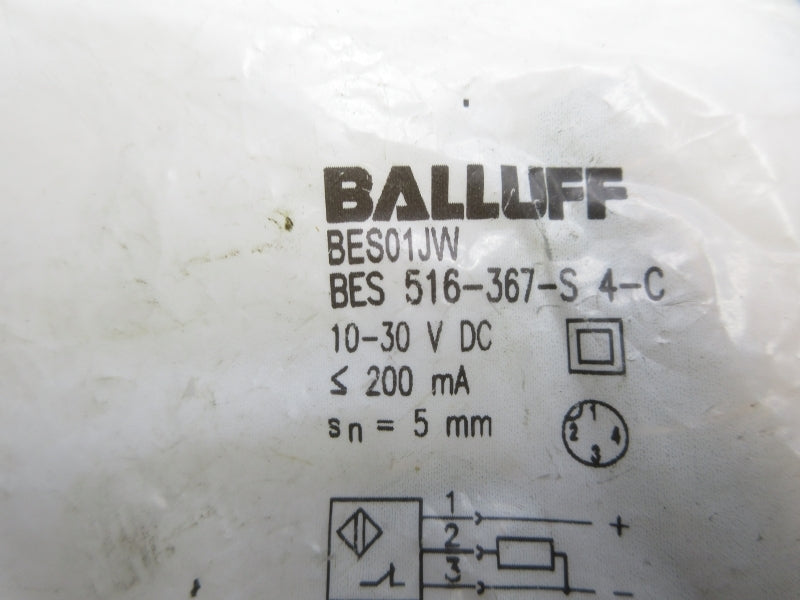 BALLUFF
BES01JW
BES 516-367-S 4-C
10-30 V DC
≤ 200 mA
sn = 5 mm
1
2 4
3
1 +
2
3 -